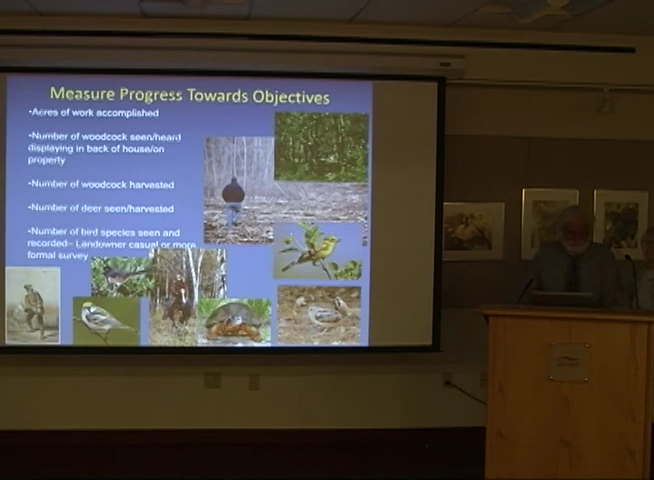 Measure Progress Towards Objectives
-Acres of work accomplished
-Number of woodcock seen/heard
displaying in back of house/on
property
-Number of woodcock harvested
-Number of deer seen/harvested
-Number of bird species seen and
recorded– Landowner casual or more
formal survey